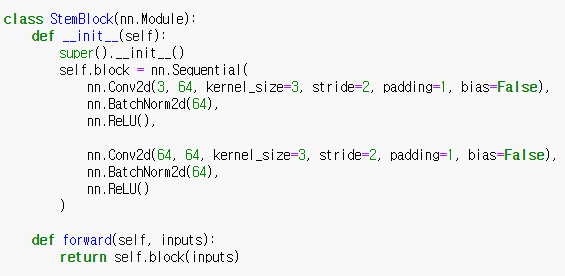 class StemBlock(nn.Module):
    def __init__(self):
        super().__init__()
        self.block = nn.Sequential(
            nn.Conv2d(3, 64, kernel_size=3, stride=2, padding=1, bias=False),
            nn.BatchNorm2d(64),
            nn.ReLU(),

            nn.Conv2d(64, 64, kernel_size=3, stride=2, padding=1, bias=False),
            nn.BatchNorm2d(64),
            nn.ReLU()
        )

    def forward(self, inputs):
        return self.block(inputs)